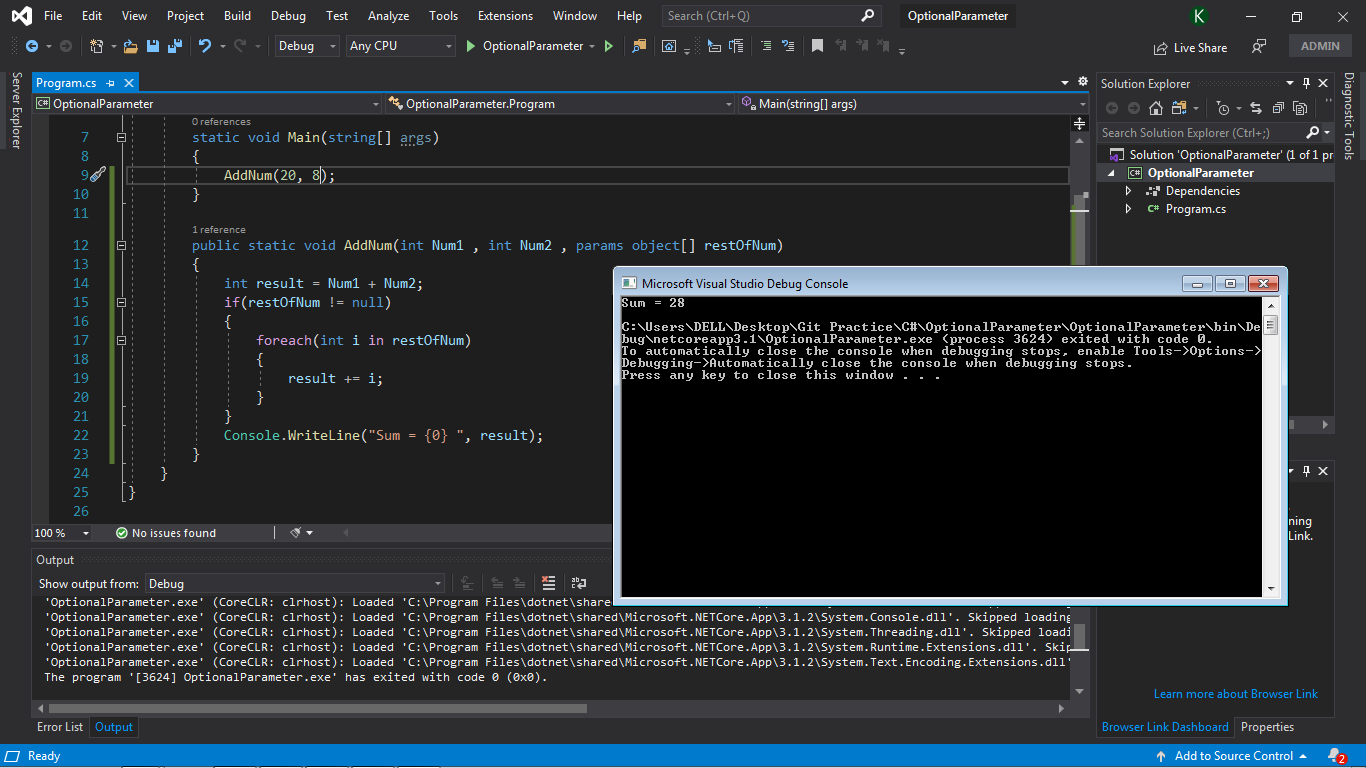 File Edit View Project Build Debug Test Analyze Tools Extensions Window Help Search (Ctrl+Q) OptionalParameter K
Debug Any CPU OptionalParameter Live Share ADMIN
Server Explorer
Program.cs
OptionalParameter OptionalParameter.Program Main(string[] args)
0 references
7 static void Main(string[] args)
8 {
9 AddNum(20, 8);
10 }
11
1 reference
12 public static void AddNum(int Num1 , int Num2 , params object[] restOfNum)
13 {
14 int result = Num1 + Num2;
15 if(restOfNum != null)
16 {
17 foreach(int i in restOfNum)
18 {
19 result += i;
20 }
21 }
22 Console.WriteLine("Sum = {0} ", result);
23 }
24 }
25 }
26
100 % No issues found
Microsoft Visual Studio Debug Console
Sum = 28
C:\Users\DELL\Desktop\Git Practice\C#\OptionalParameter\OptionalParameter\bin\De
bug\netcoreapp3.1\OptionalParameter.exe (process 3624) exited with code 0.
To automatically close the console when debugging stops, enable Tools->Options->
Debugging->Automatically close the console when debugging stops.
Press any key to close this window . . .
Solution Explorer
Search Solution Explorer (Ctrl+;)
Solution 'OptionalParameter' (1 of 1 pr
C# OptionalParameter
Dependencies
C# Program.cs
Diagnostic Tools
ning
Link.
Learn more about Browser Link
Browser Link Dashboard Properties
Output
Show output from: Debug
'OptionalParameter.exe' (CoreCLR: clrhost): Loaded 'C:\Program Files\dotnet\shared
'OptionalParameter.exe' (CoreCLR: clrhost): Loaded 'C:\Program Files\dotnet\shared\Microsoft.NETCore.App\3.1.2\System.Console.dll'. Skipped loading
'OptionalParameter.exe' (CoreCLR: clrhost): Loaded 'C:\Program Files\dotnet\shared\Microsoft.NETCore.App\3.1.2\System.Threading.dll'. Skipped loadi
'OptionalParameter.exe' (CoreCLR: clrhost): Loaded 'C:\Program Files\dotnet\shared\Microsoft.NETCore.App\3.1.2\System.Runtime.Extensions.dll'. Skip
'OptionalParameter.exe' (CoreCLR: clrhost): Loaded 'C:\Program Files\dotnet\shared\Microsoft.NETCore.App\3.1.2\System.Text.Encoding.Extensions.dll'
The program '[3624] OptionalParameter.exe' has exited with code 0 (0x0).
Error List Output
Ready Add to Source Control 2